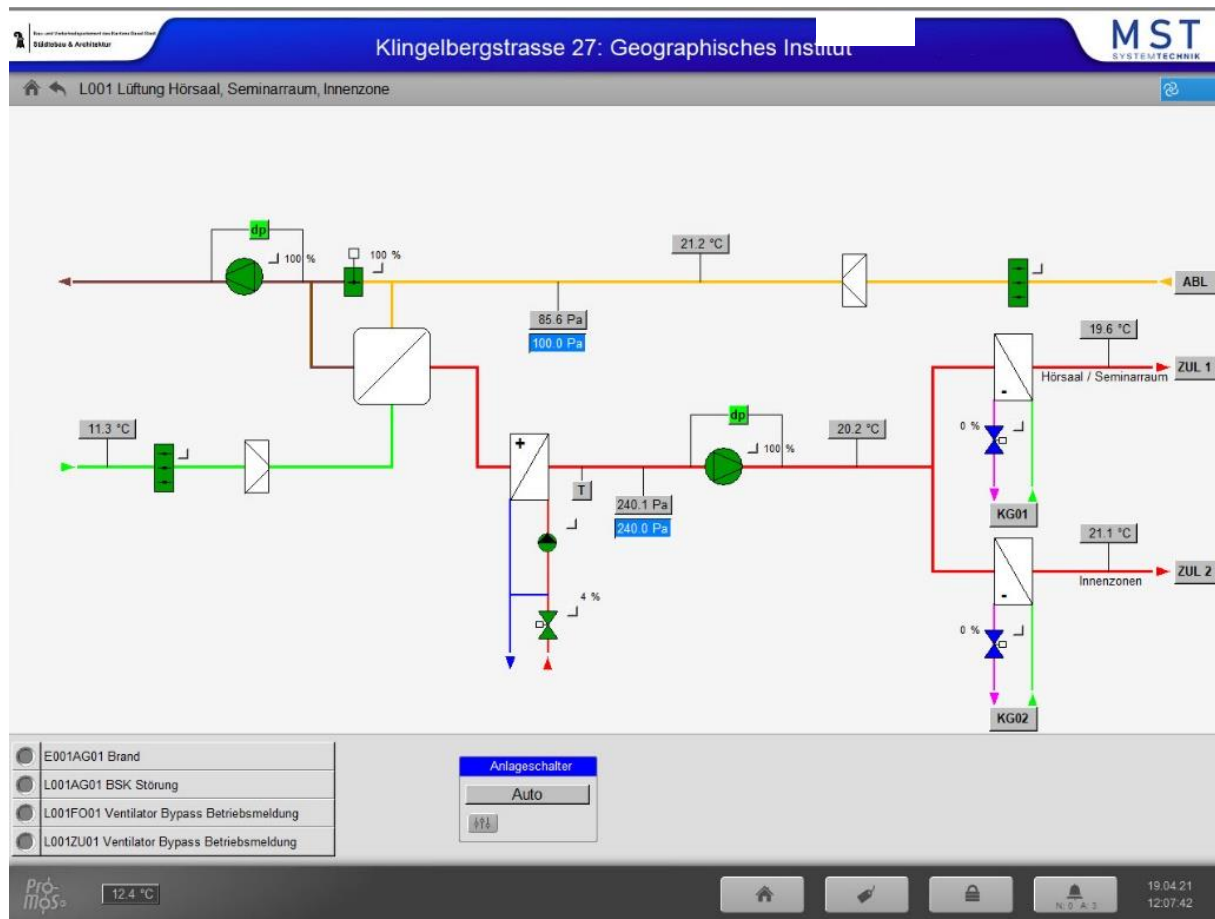 Städtebau & Architektur
Klingelbergstrasse 27: Geographisches Institut
MST
SYSTEMTECHNIK
L001 Lüftung Hörsaal, Seminarraum, Innenzone
dp
100 %
100 %
21.2 °C
ABL
85.6 Pa
100.0 Pa
19.6 °C
ZUL 1
Hörsaal / Seminarraum
11.3 °C
dp
100 %
20.2 °C
0 %
-
+
T
240.1 Pa
240.0 Pa
KG01
21.1 °C
ZUL 2
Innenzonen
-
4 %
0 %
KG02
E001AG01 Brand
L001AG01 BSK Störung
L001FO01 Ventilator Bypass Betriebsmeldung
L001ZU01 Ventilator Bypass Betriebsmeldung
Anlageschalter
Auto
Pró-
mos
12.4 °C
N: 0 A: 3
19.04.21
12:07:42